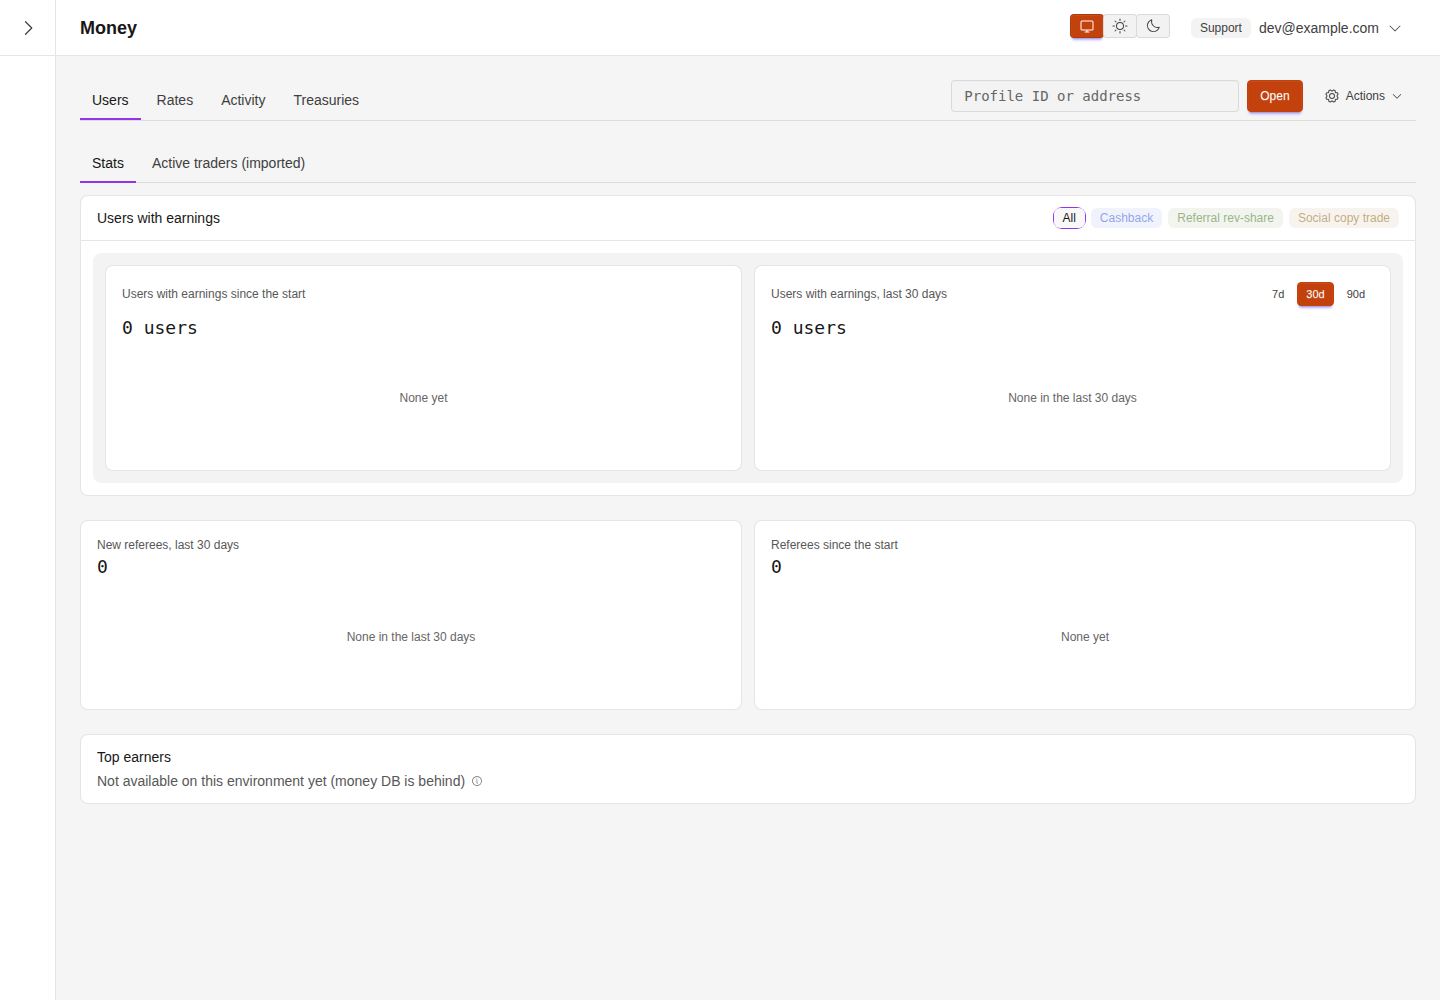 Money
Support
dev@example.com
Users
Rates
Activity
Treasuries
Profile ID or address
Open
Actions
Stats
Active traders (imported)
Users with earnings
All
Cashback
Referral rev-share
Social copy trade
Users with earnings since the start
0 users
None yet
Users with earnings, last 30 days
7d
30d
90d
0 users
None in the last 30 days
New referees, last 30 days
0
None in the last 30 days
Referees since the start
0
None yet
Top earners
Not available on this environment yet (money DB is behind)